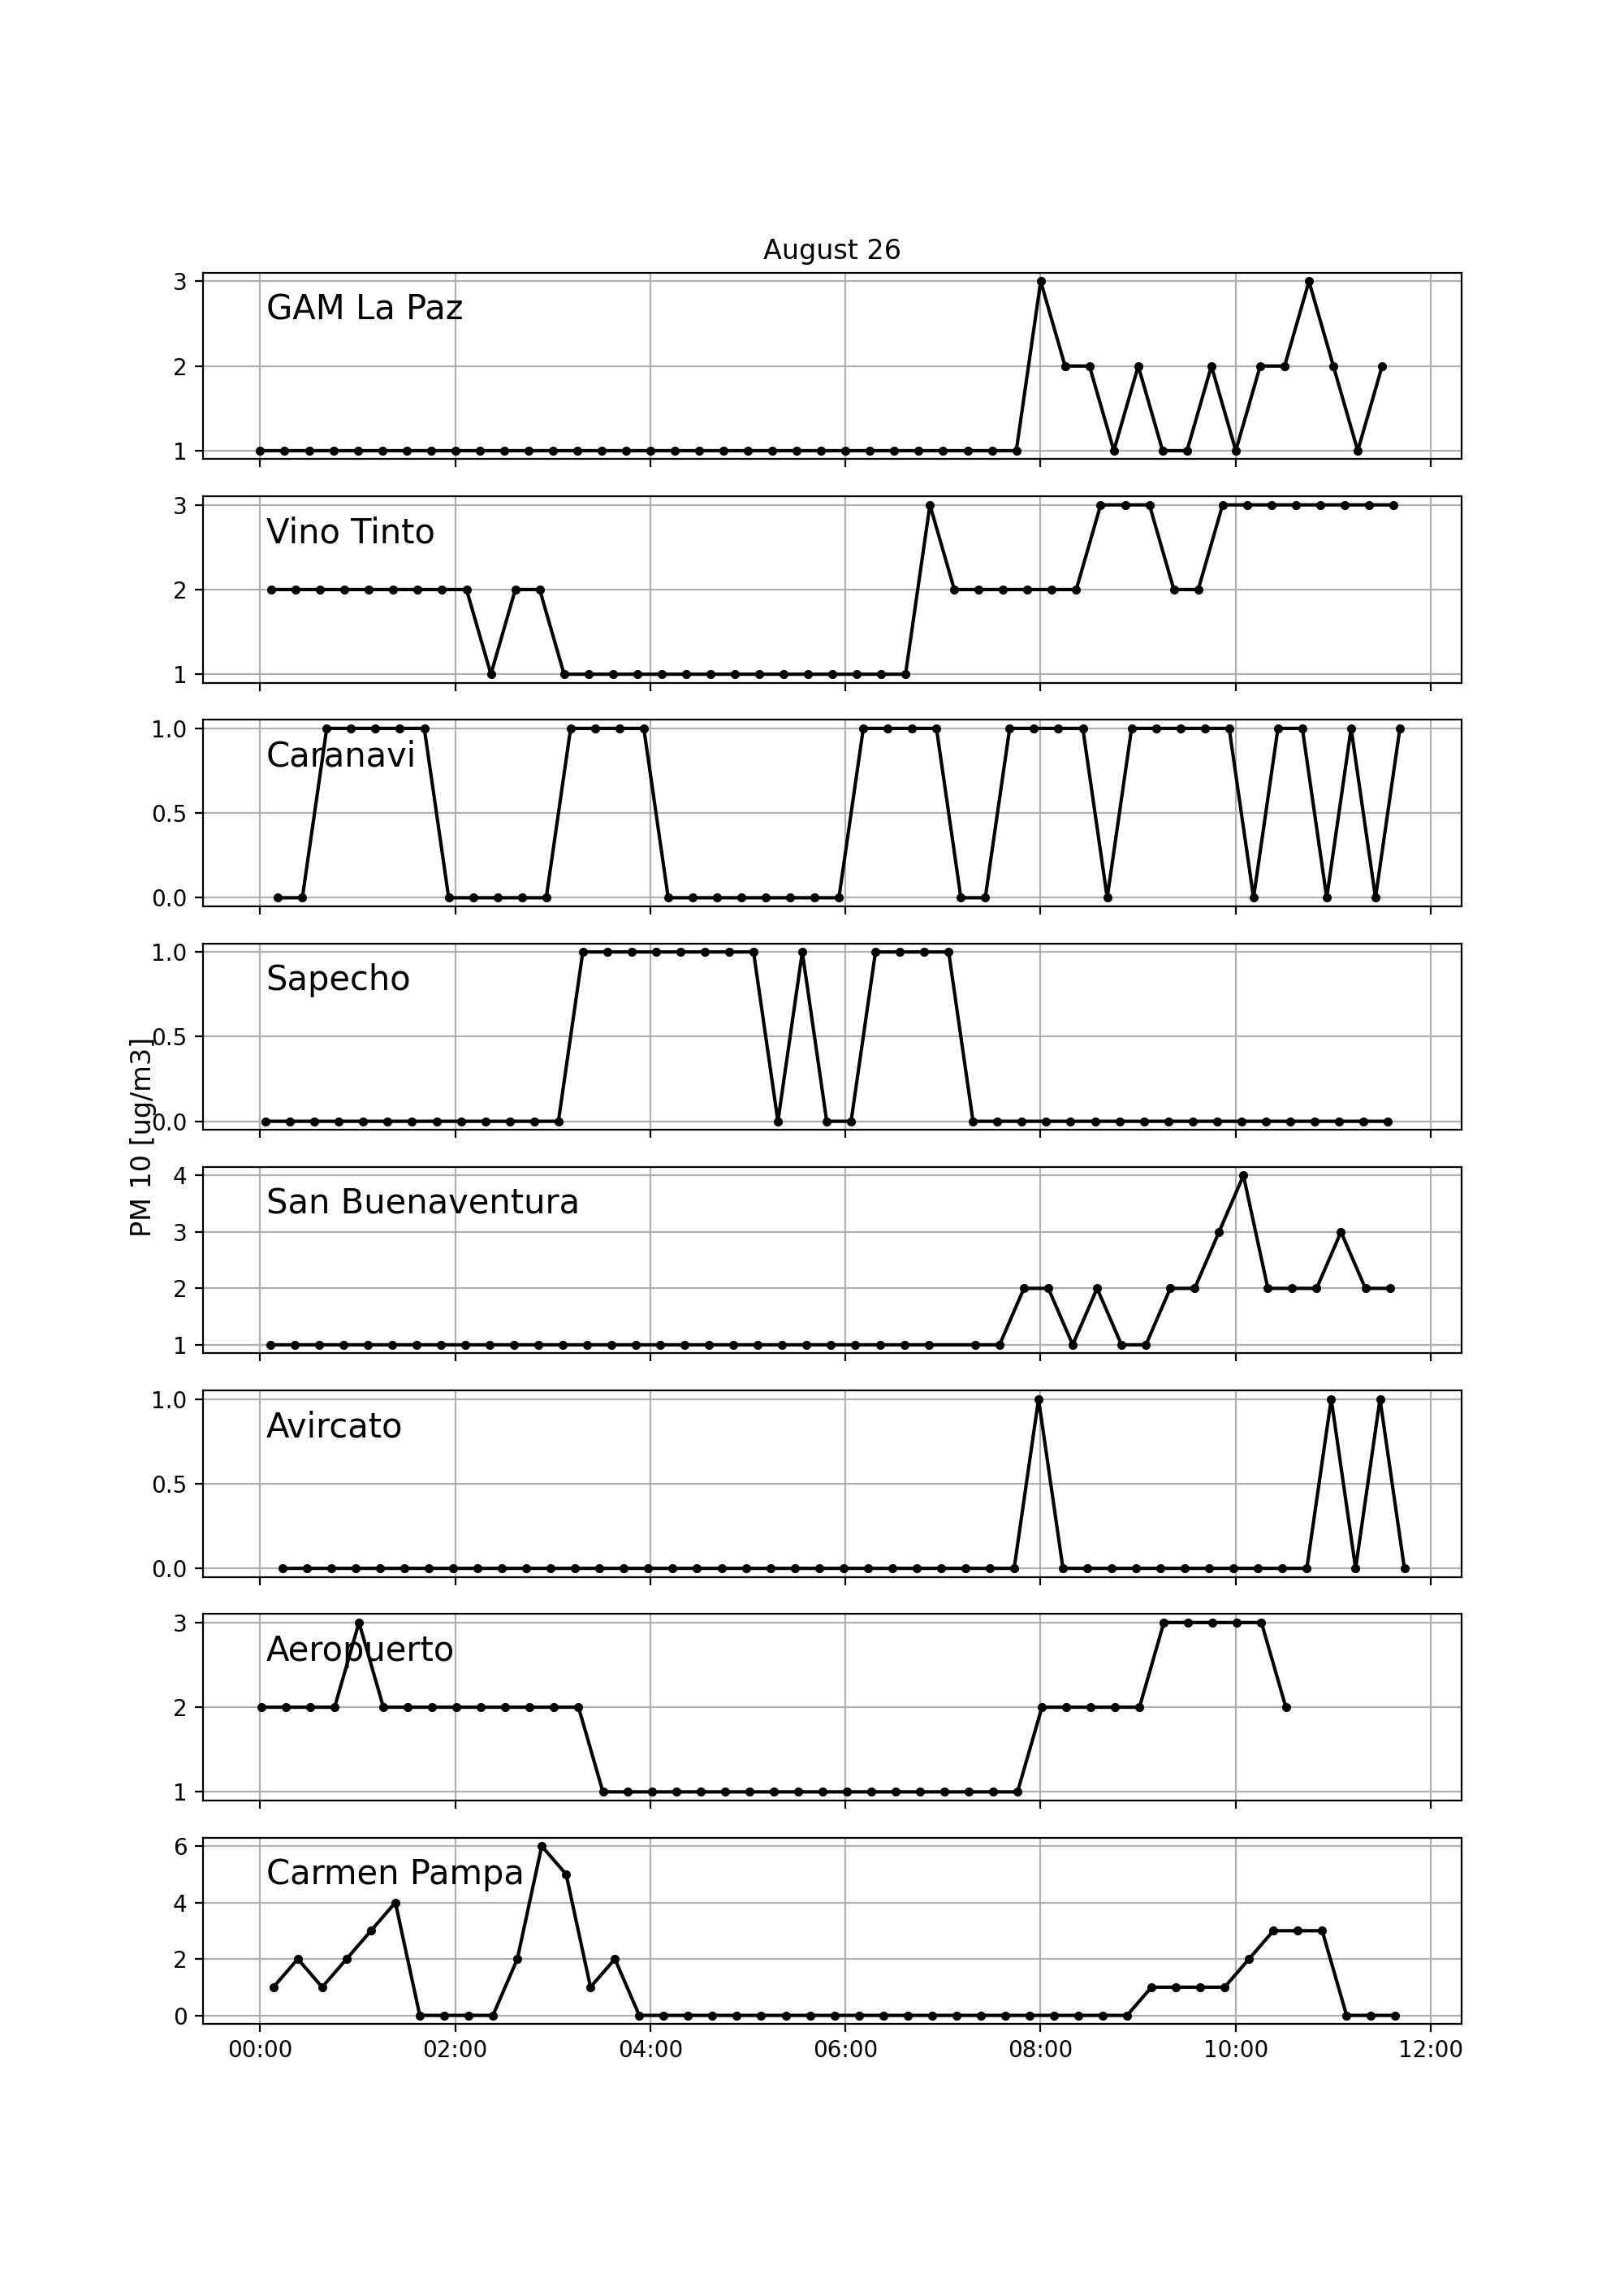 August 26
3
GAM La Paz
2
1
3
Vino Tinto
2
1
1.0
Caranavi
0.5
0.0
1.0
Sapecho
0.5
0.0
PM 10 [ug/m3]
4
San Buenaventura
3
2
1
1.0
Avircato
0.5
0.0
3
Aeropuerto
2
1
6
Carmen Pampa
4
2
0
00:00 02:00 04:00 06:00 08:00 10:00 12:00